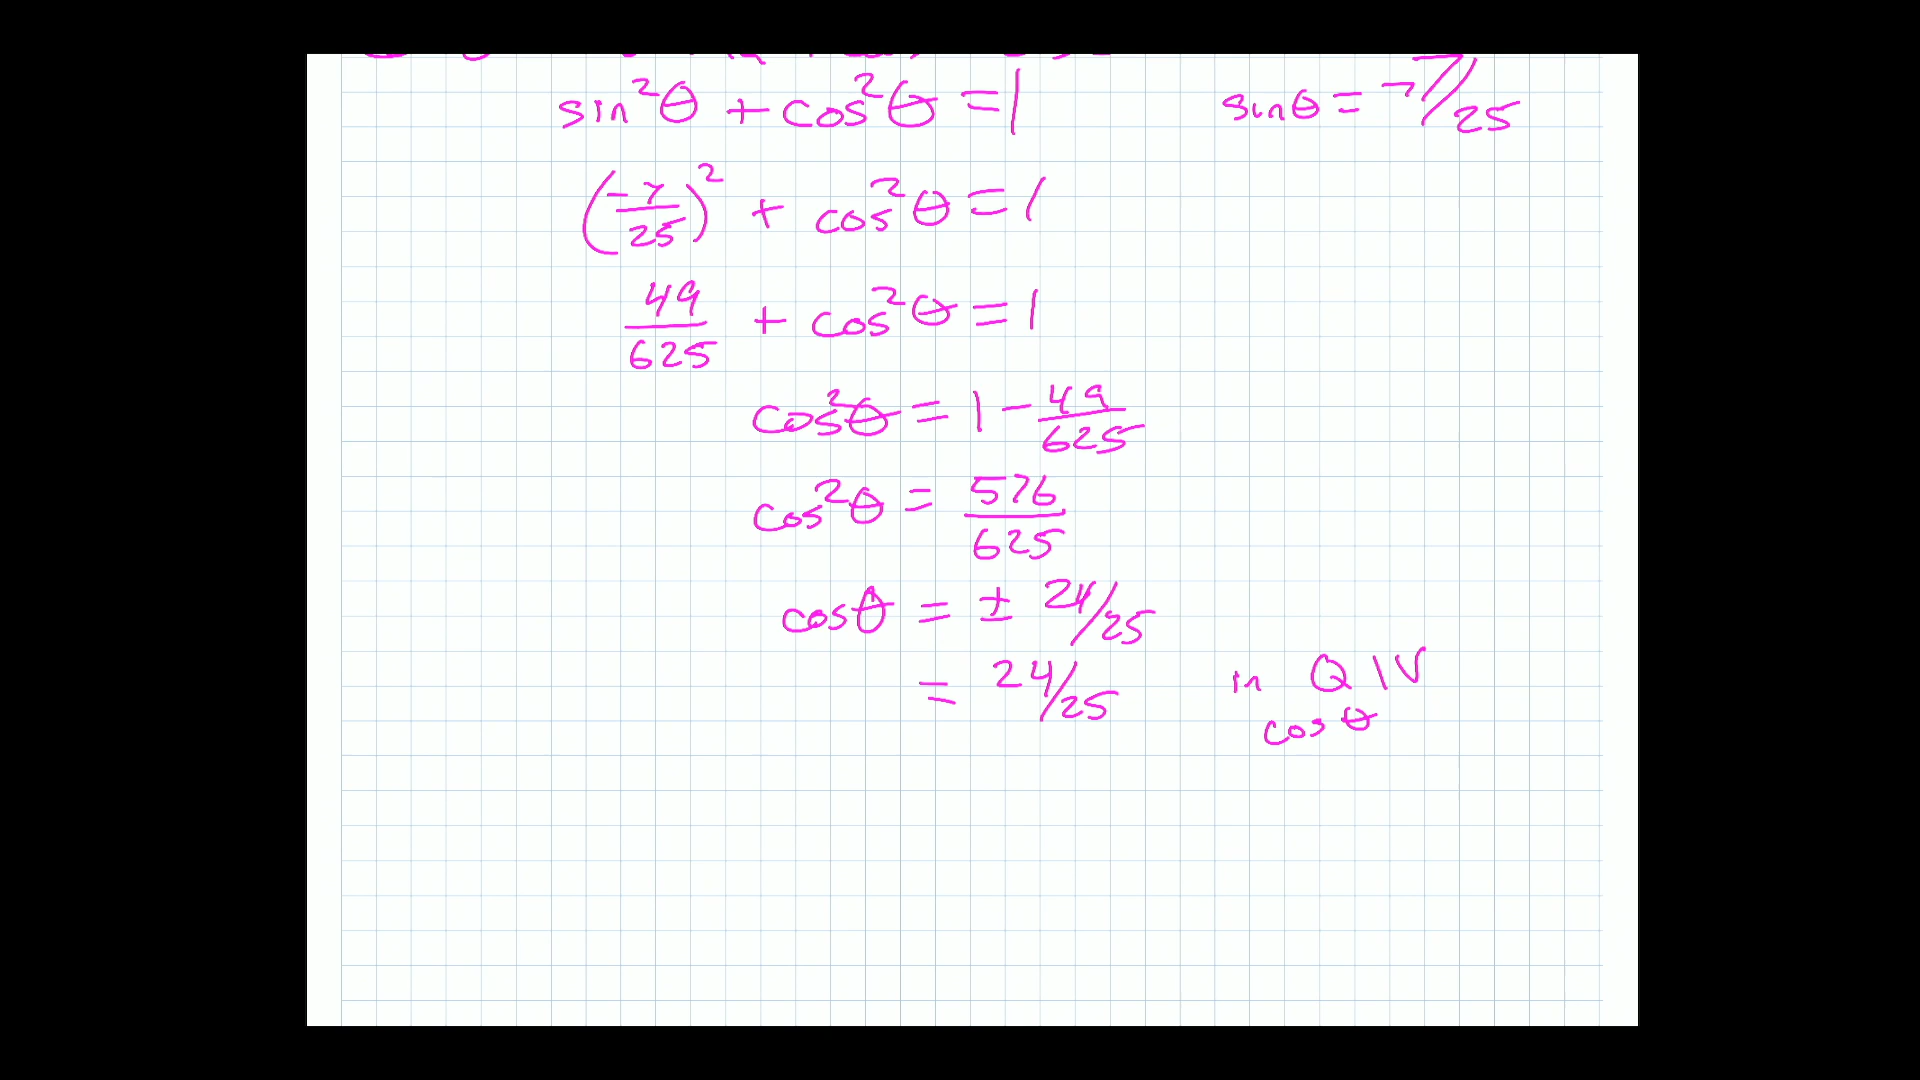 sin²θ + cos²θ = 1 sinθ = -7/25
(-7/25)² + cos²θ = 1
49/625 + cos²θ = 1
cos²θ = 1 - 49/625
cos²θ = 576/625
cosθ = ± 24/25
= 24/25 in Q IV
cosθ